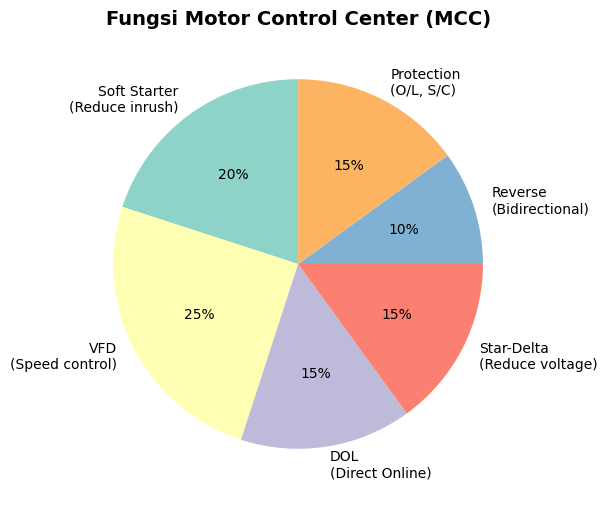 Fungsi Motor Control Center (MCC)
Protection
(O/L, S/C)
Soft Starter
(Reduce inrush)
15%
20%
Reverse
(Bidirectional)
10%
25%
15%
VFD
(Speed control)
Star-Delta
(Reduce voltage)
15%
DOL
(Direct Online)